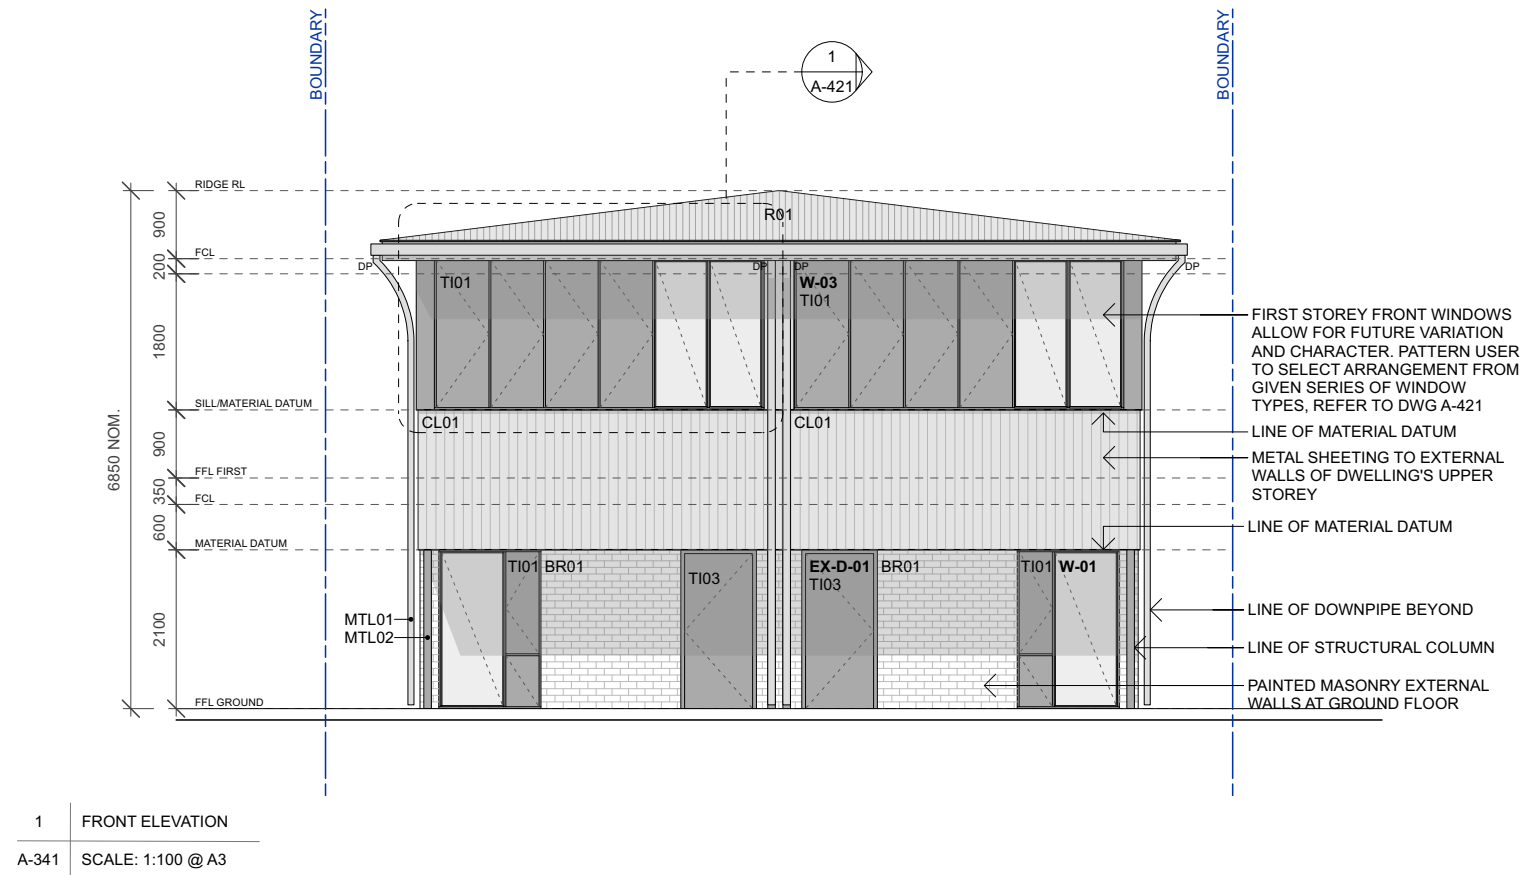 BOUNDARY
BOUNDARY
1
A-421
RIDGE RL
900
FCL
200
1800
SILL/MATERIAL DATUM
900
FFL FIRST
350
FCL
600
MATERIAL DATUM
2100
FFL GROUND
6850 NOM.
R01
DP
DP
DP
DP
TI01
W-03
TI01
CL01
CL01
TI01
BR01
TI03
EX-D-01
TI03
BR01
TI01
W-01
MTL01
MTL02
FIRST STOREY FRONT WINDOWS
ALLOW FOR FUTURE VARIATION
AND CHARACTER. PATTERN USER
TO SELECT ARRANGEMENT FROM
GIVEN SERIES OF WINDOW
TYPES, REFER TO DWG A-421
LINE OF MATERIAL DATUM
METAL SHEETING TO EXTERNAL
WALLS OF DWELLING'S UPPER
STOREY
LINE OF MATERIAL DATUM
LINE OF DOWNPIPE BEYOND
LINE OF STRUCTURAL COLUMN
PAINTED MASONRY EXTERNAL
WALLS AT GROUND FLOOR
1
FRONT ELEVATION
A-341
SCALE: 1:100 @ A3